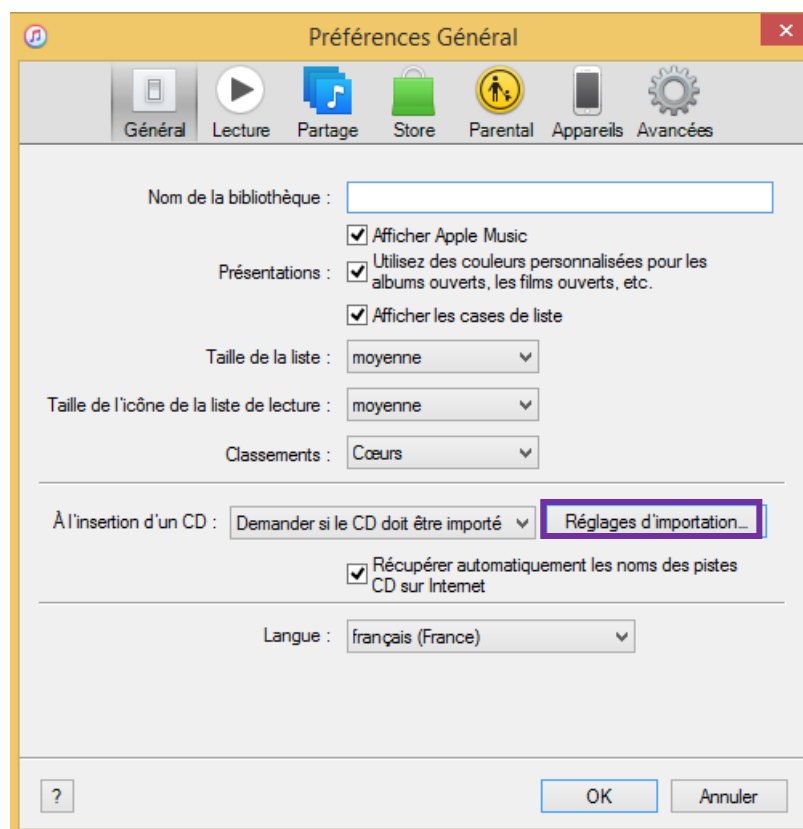 Préférences Général
×
Général Lecture Partage Store Parental Appareils Avancées
Nom de la bibliothèque :
Afficher Apple Music
Présentations :
Utilisez des couleurs personnalisées pour les
albums ouverts, les films ouverts, etc.
Afficher les cases de liste
Taille de la liste : moyenne
Taille de l'icône de la liste de lecture : moyenne
Classements : Cœurs
À l'insertion d'un CD : Demander si le CD doit être importé Réglages d'importation...
Récupérer automatiquement les noms des pistes
CD sur Internet
Langue : français (France)
? OK Annuler